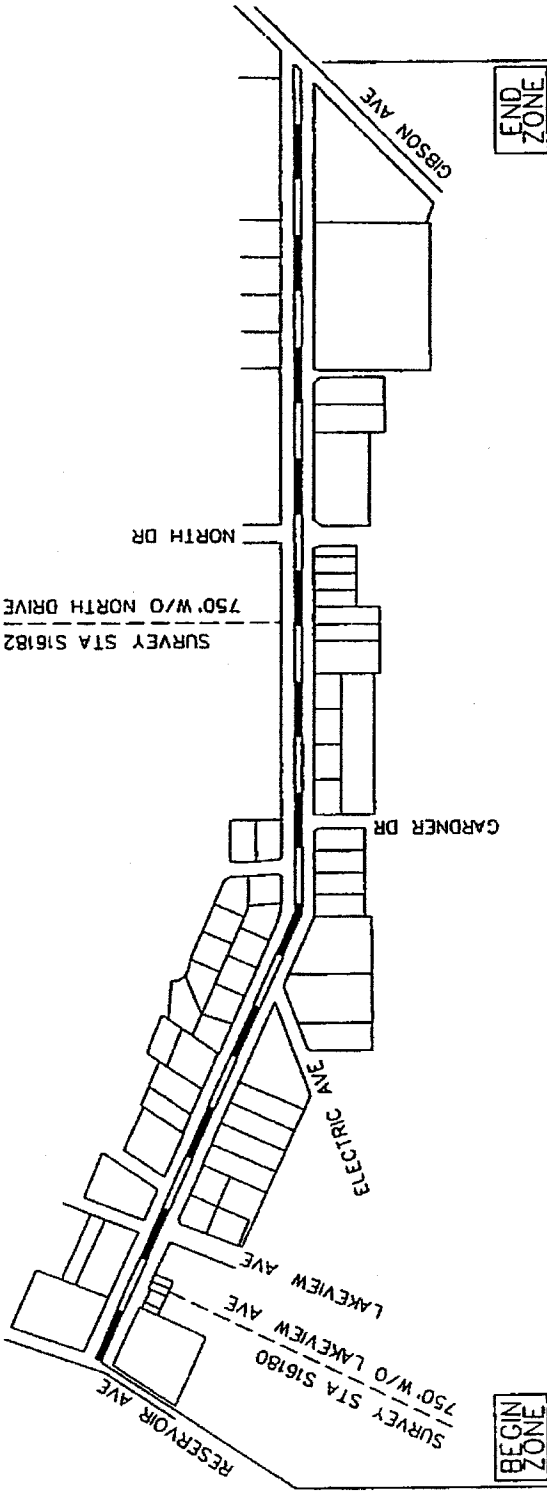 GIBSON AVE
END
ZONE
NORTH DR
SURVEY STA S16182
750' W/O NORTH DRIVE
GARDNER DR
ELECTRIC AVE
LAKEVIEW AVE
SURVEY STA S16180
750' W/O LAKEVIEW AVE
RESERVOIR AVE
BEGIN
ZONE